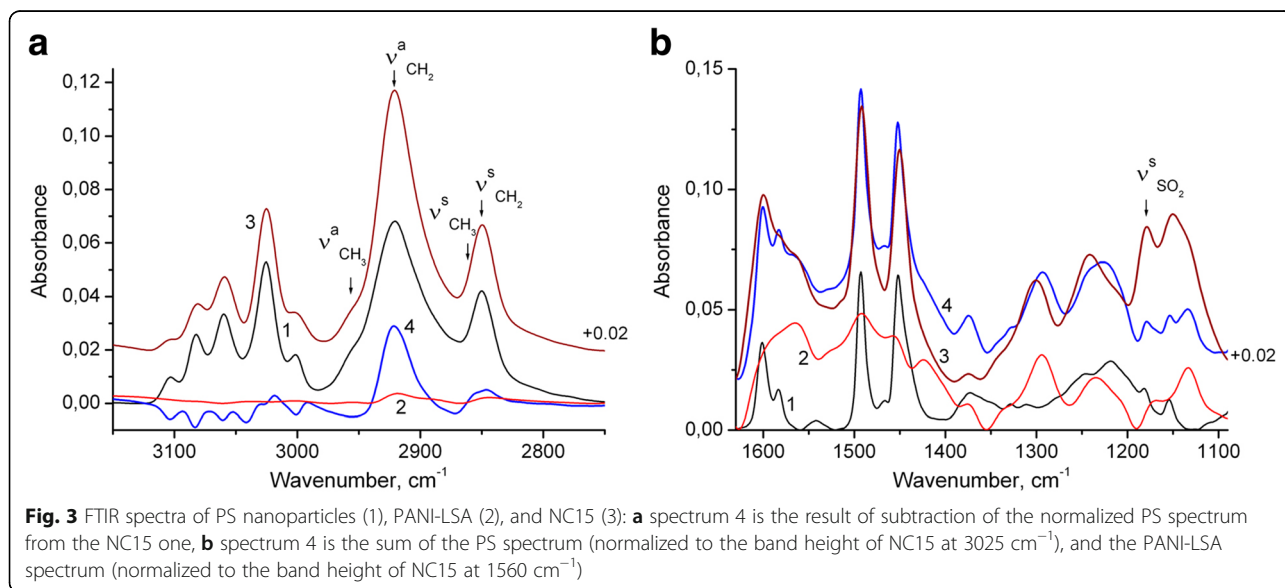 a
b
0,12
0,10
0,08
0,06
0,04
0,02
0,00
Absorbance
3100
3000
2900
2800
Wavenumber, cm⁻¹
νᵃ CH₂
νˢ CH₂
νˢ CH₃
νᵃ CH₃
3
1
4
2
+0.02
0,15
0,10
0,05
0,00
Absorbance
1600
1500
1400
1300
1200
1100
Wavenumber, cm⁻¹
νˢ SO₂
4
2
3
1
+0.02
Fig. 3 FTIR spectra of PS nanoparticles (1), PANI-LSA (2), and NC15 (3): a spectrum 4 is the result of subtraction of the normalized PS spectrum
from the NC15 one, b spectrum 4 is the sum of the PS spectrum (normalized to the band height of NC15 at 3025 cm⁻¹), and the PANI-LSA
spectrum (normalized to the band height of NC15 at 1560 cm⁻¹)